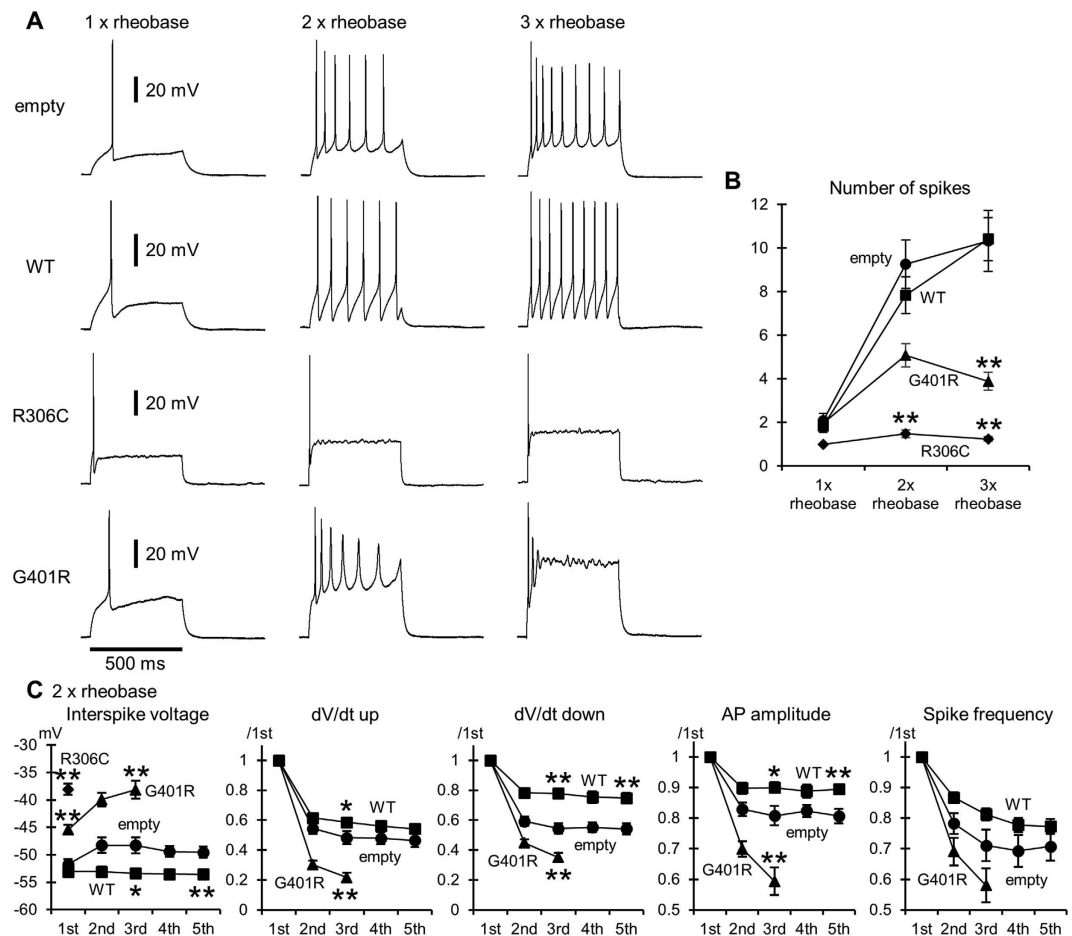 A
1 x rheobase
2 x rheobase
3 x rheobase
empty
20 mV
WT
20 mV
R306C
20 mV
G401R
20 mV
500 ms
B
Number of spikes
12
10
8
6
4
2
0
empty
WT
G401R
**
**
**
R306C
1x
rheobase
2x
rheobase
3x
rheobase
C 2 x rheobase
Interspike voltage
mV
-30
-35
-40
-45
-50
-55
-60
R306C
**
**
**
G401R
empty
WT
*
**
1st 2nd 3rd 4th 5th
dV/dt up
/1st
1
0.8
0.6
0.4
0.2
0
*
WT
empty
G401R
**
1st 2nd 3rd 4th 5th
dV/dt down
/1st
1
0.8
0.6
0.4
0.2
0
**
WT
**
empty
G401R
**
1st 2nd 3rd 4th 5th
AP amplitude
/1st
1
0.9
0.8
0.7
0.6
0.5
*
WT
**
empty
G401R
**
1st 2nd 3rd 4th 5th
Spike frequency
/1st
1
0.9
0.8
0.7
0.6
0.5
WT
empty
G401R
1st 2nd 3rd 4th 5th